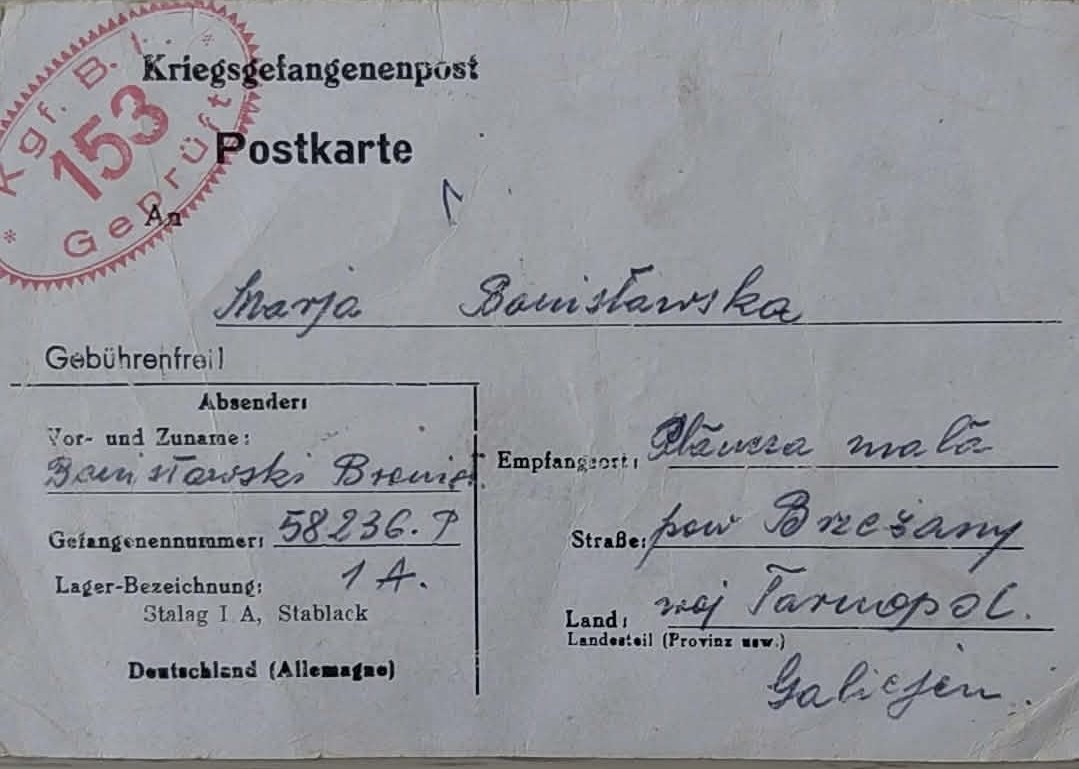 Kgf. B. I.
153
Geprüft
Kriegsgefangenenpost
Postkarte
An
Marja Bonisławska
Gebührenfrei!
Absender:
Vor- und Zuname:
Bonisławski Bronisł.
Gefangenennummer: 58236.P
Lager-Bezeichnung: 1 A.
Stalag I A, Stablack
Deutschland (Allemagne)
Empfangsort: mała
Straße: pow Brzeżany
Land: woj Tarnopol.
Landesteil (Provinz usw.)
Galicjen